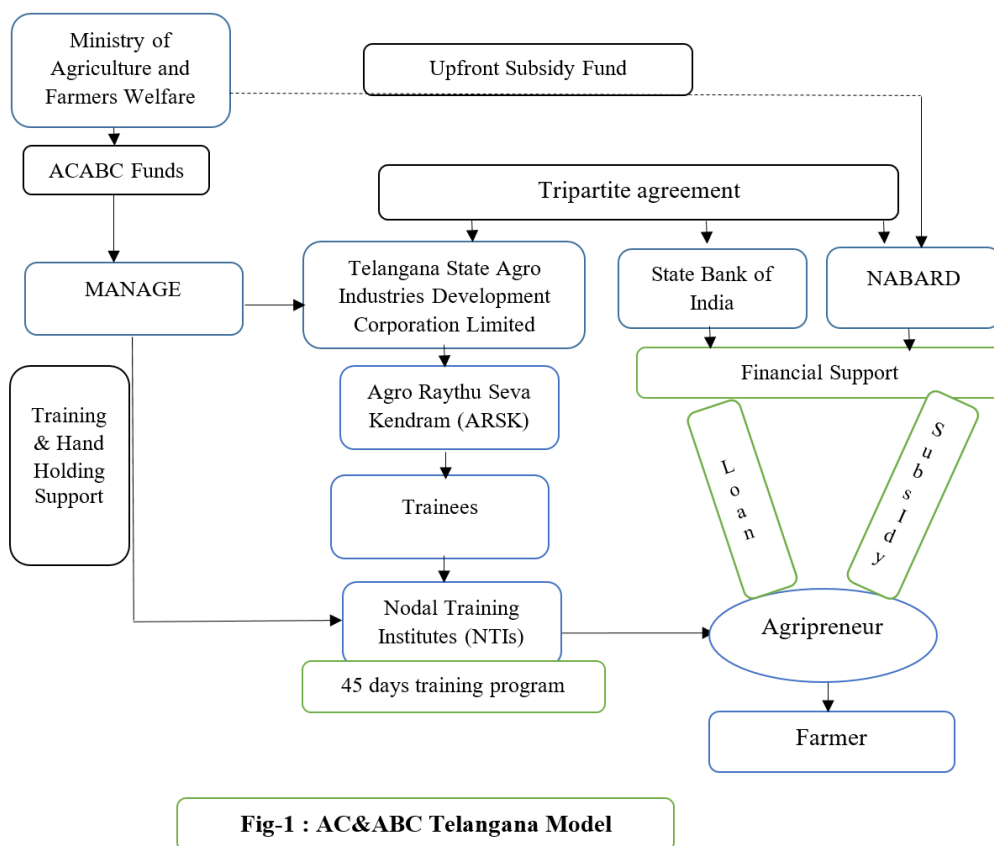 Ministry of
Agriculture and
Farmers Welfare
Upfront Subsidy Fund
ACABC Funds
Tripartite agreement
MANAGE
Telangana State Agro
Industries Development
Corporation Limited
State Bank of
India
NABARD
Training
& Hand
Holding
Support
Agro Raythu Seva
Kendram (ARSK)
Financial Support
Loan
SubsIdy
Trainees
Nodal Training
Institutes (NTIs)
45 days training program
Agripreneur
Farmer
Fig-1 : AC&ABC Telangana Model